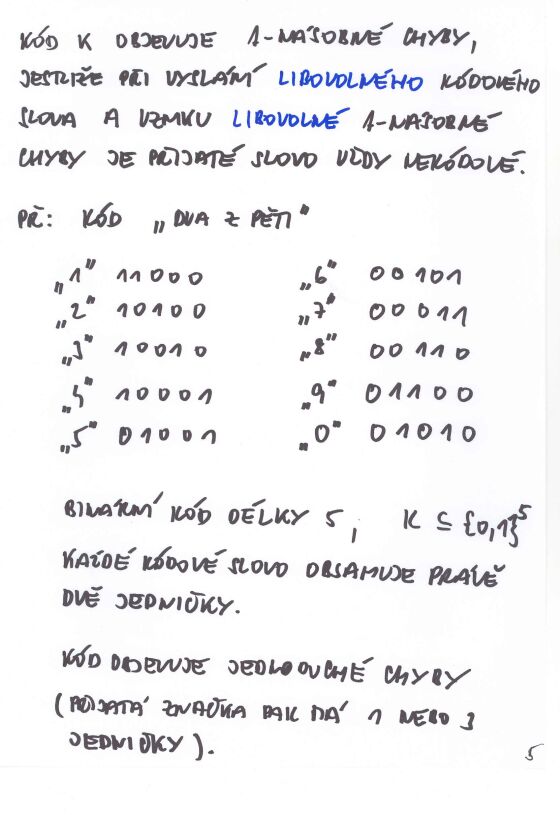 KÓD K OBJEVUJE 1-NÁSOBNÉ CHYBY,
JESTLIŽE PŘI VYSLÁNÍ LIBOVOLNÉHO KÓDOVÉHO
SLOVA A VZNIKU LIBOVOLNÉ 1-NÁSOBNÉ
CHYBY JE PŘIJATÉ SLOVO VŽDY NEKÓDOVÉ.
PŘ: KÓD „DVA Z PĚTI"
„1" 11000 „6" 00101
„2" 10100 „7" 00011
„3" 10010 „8" 00110
„4" 10001 „9" 01100
„5" 01001 „0" 01010
BINÁRNÍ KÓD DÉLKY 5, K ⊆ {0,1}⁵
KAŽDÉ KÓDOVÉ SLOVO OBSAHUJE PRÁVĚ
DVĚ JEDNIČKY.
KÓD OBJEVUJE JEDNODUCHÉ CHYBY
(PŘIJATÁ ZNAČKA PAK MÁ 1 NEBO 3
JEDNIČKY).
5